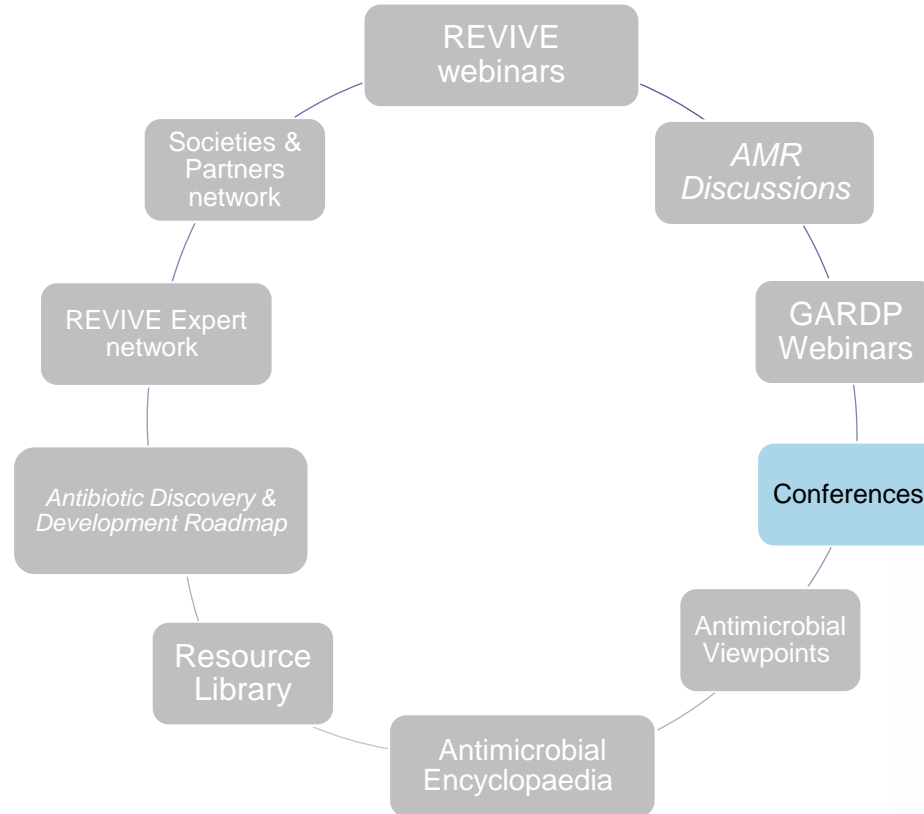 REVIVE
webinars
AMR
Discussions
GARDP
Webinars
Conferences
Antimicrobial
Viewpoints
Antimicrobial
Encyclopaedia
Resource
Library
Antibiotic Discovery &
Development Roadmap
REVIVE Expert
network
Societies &
Partners
network